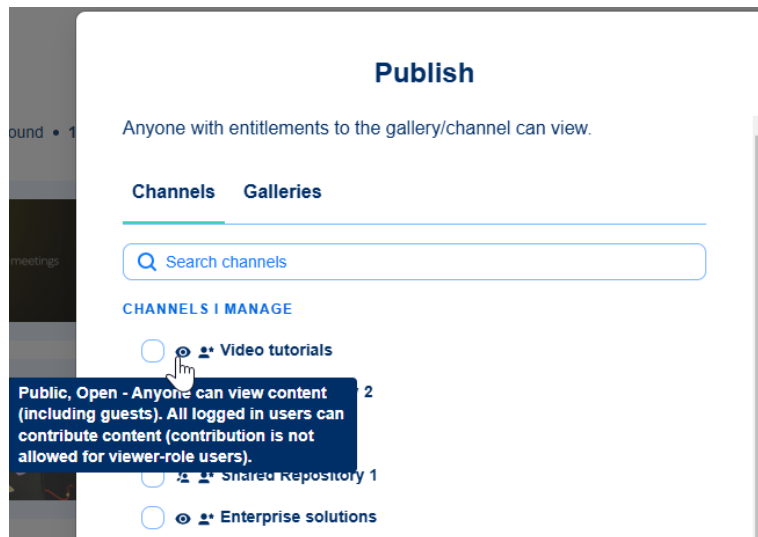 Publish
ound • 1
Anyone with entitlements to the gallery/channel can view.
Channels Galleries
meetings
Search channels
CHANNELS I MANAGE
Video tutorials
2
Public, Open - Anyone can view content
(including guests). All logged in users can
contribute content (contribution is not
allowed for viewer-role users).
Shared Repository 1
Enterprise solutions